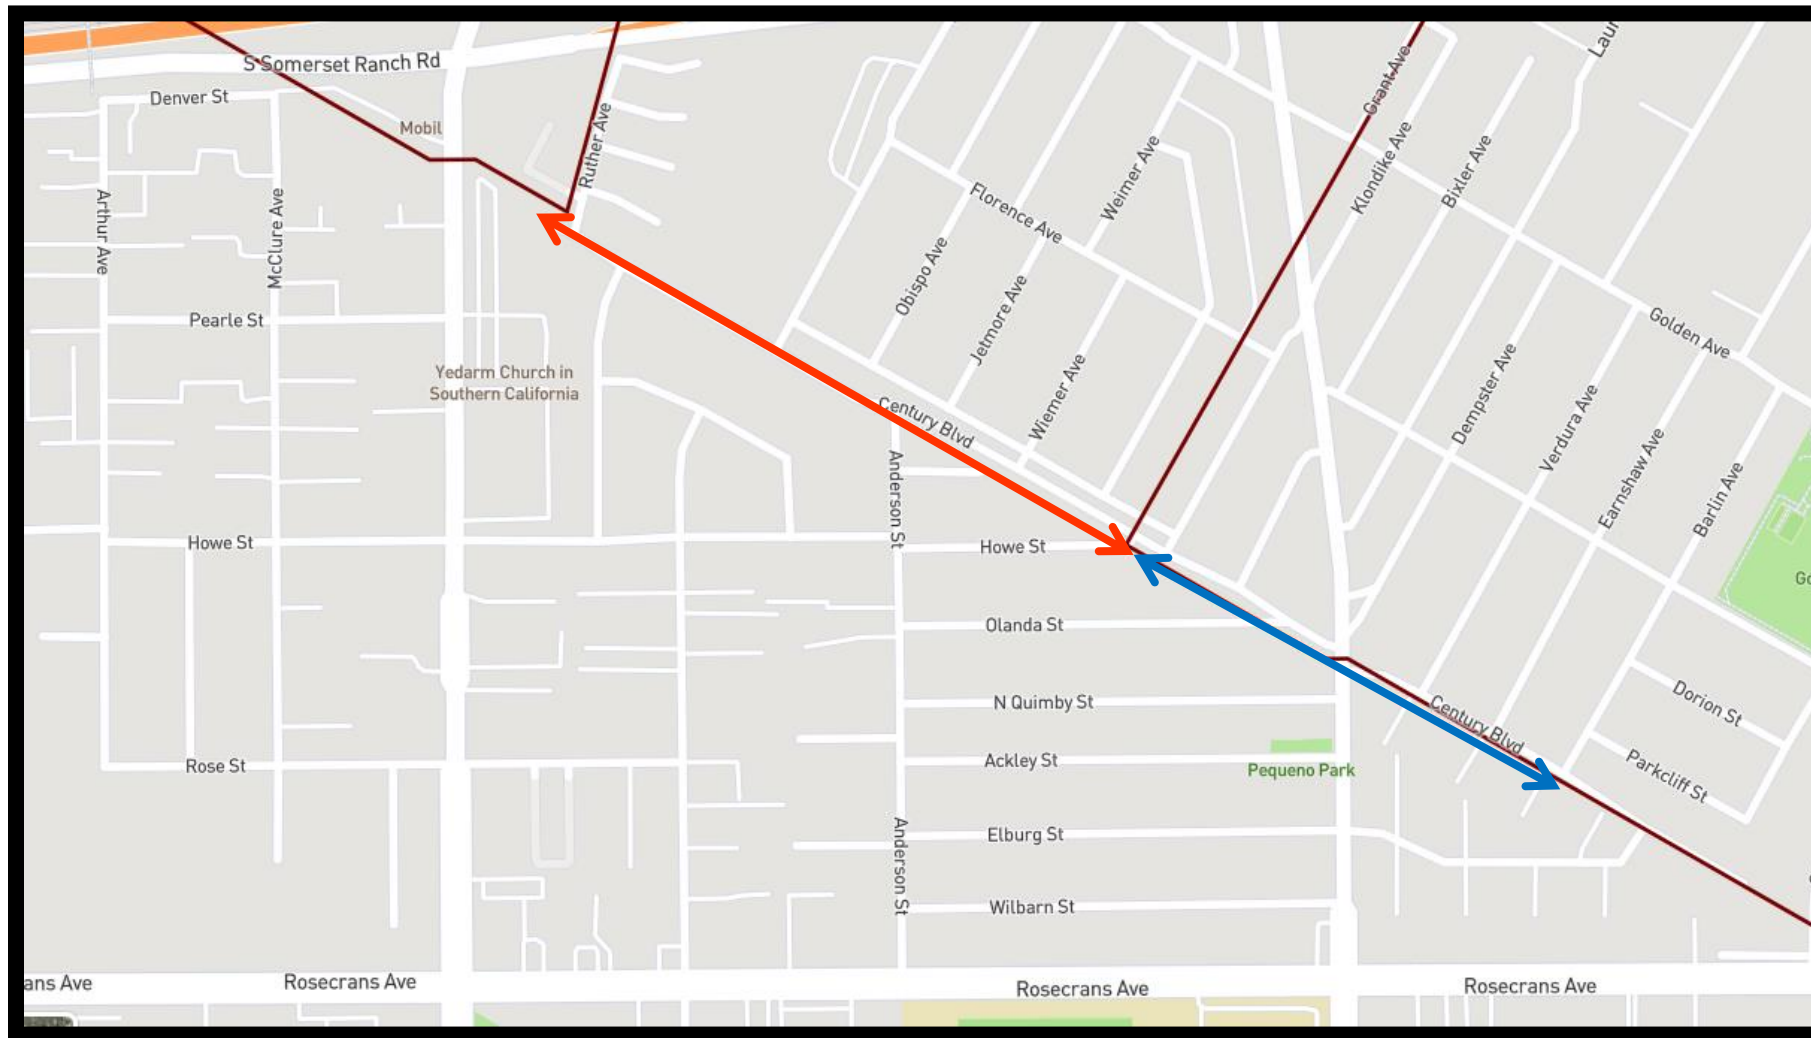 S Somerset Ranch Rd
Denver St
Mobil
Ruther Ave
Grant Ave
Klondike Ave
Bixler Ave
Weimer Ave
Florence Ave
Arthur Ave
McClure Ave
Obispo Ave
Jetmore Ave
Wiemer Ave
Pearle St
Golden Ave
Dempster Ave
Verdura Ave
Earnshaw Ave
Barlin Ave
Yedarm Church in
Southern California
Century Blvd
Anderson St
Howe St
Howe St
Olanda St
N Quimby St
Century Blvd
Dorion St
Parkcliff St
Rose St
Ackley St
Pequeno Park
Elburg St
Anderson St
Wilbarn St
ans Ave
Rosecrans Ave
Rosecrans Ave
Rosecrans Ave